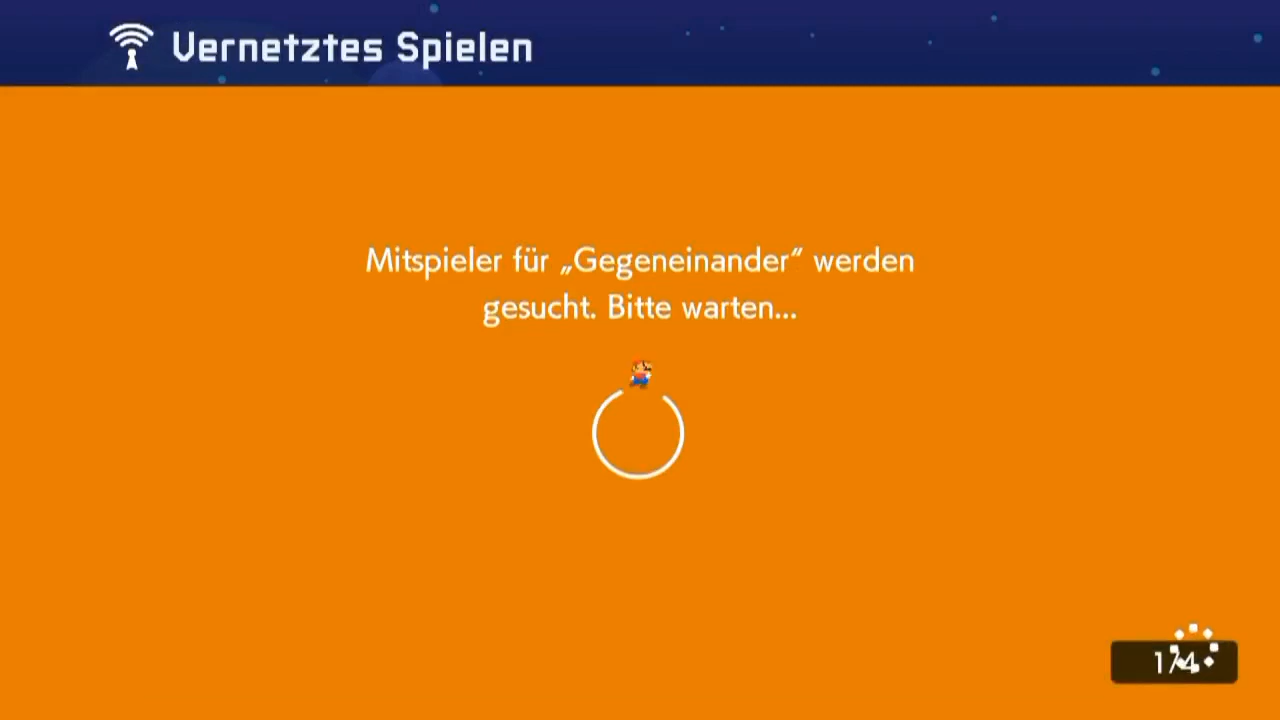 Vernetztes Spielen
Mitspieler für „Gegeneinander“ werden
gesucht. Bitte warten...
1/4